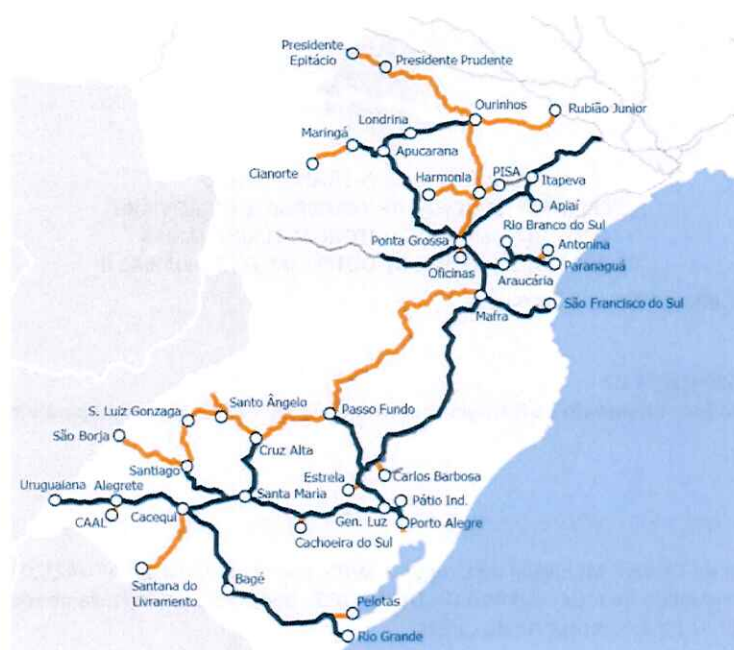 Presidente
Epitácio
Presidente Prudente
Ourinhos
Rubião Junior
Londrina
Maringá
Apucarana
Cianorte
Harmonia
PISA
Itapeva
Apiaí
Rio Branco do Sul
Antonina
Ponta Grossa
Oficinas
Araucária
Paranaguá
São Francisco do Sul
Mafra
Santo Ângelo
S. Luiz Gonzaga
Passo Fundo
São Borja
Cruz Alta
Santiago
Estrela
Carlos Barbosa
Uruguaiana
Alegrete
Santa Maria
Pátio Ind.
CAAL
Cacequi
Gen. Luz
Porto Alegre
Cachoeira do Sul
Santana do
Livramento
Bagé
Pelotas
Rio Grande